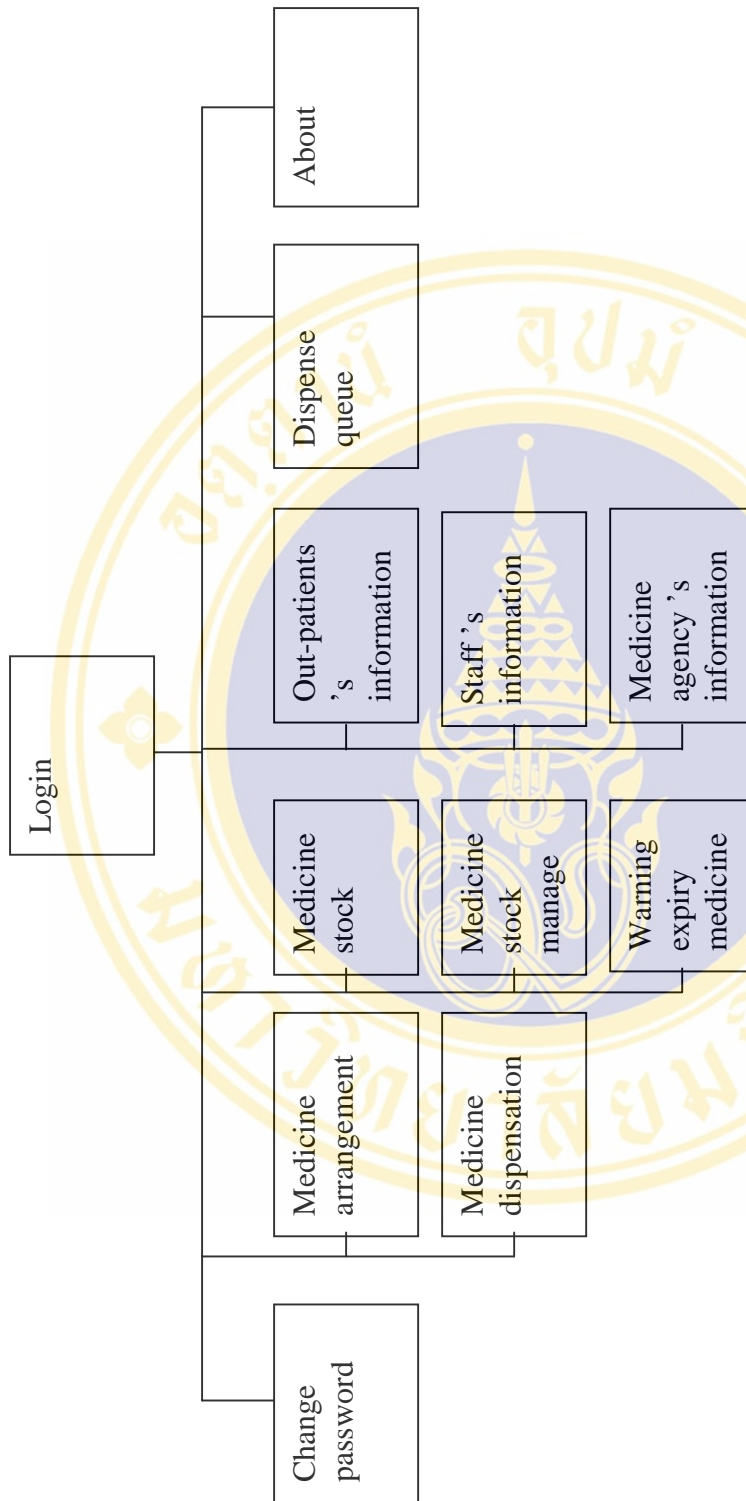 Login
Change
password
Medicine
arrangement
Medicine
dispensation
Medicine
stock
Medicine
stock
manage
Warning
expiry
medicine
Out-patients
's
information
Staff's
information
Medicine
agency's
information
Dispense
queue
About